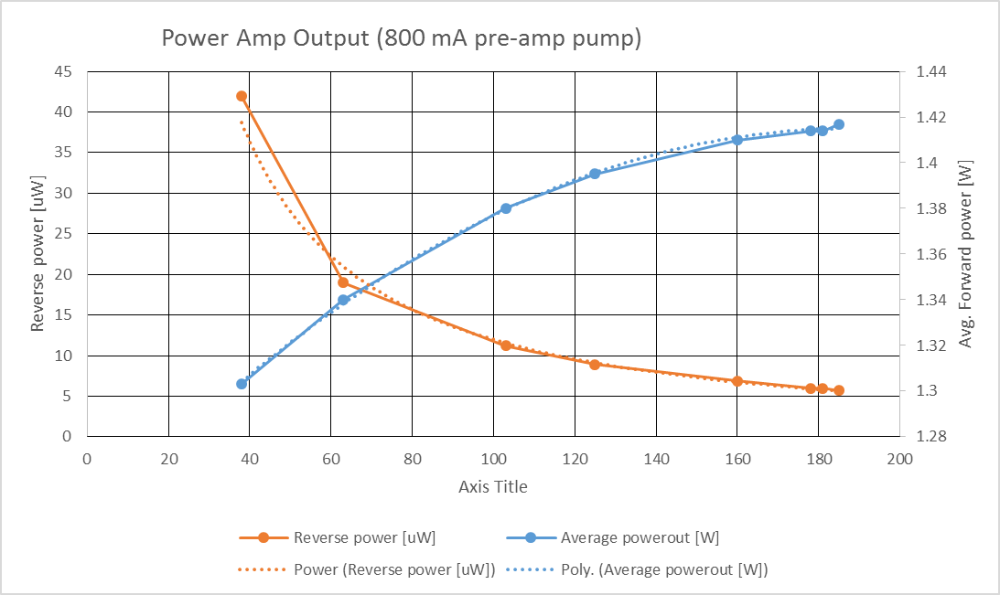 Power Amp Output (800 mA pre-amp pump)
Reverse power [uW]
45
40
35
30
25
20
15
10
5
0
1.44
1.42
1.4
1.38
1.36
1.34
1.32
1.3
1.28
Avg. Forward power [W]
0 20 40 60 80 100 120 140 160 180 200
Axis Title
Reverse power [uW] Average powerout [W]
Power (Reverse power [uW]) Poly. (Average powerout [W])